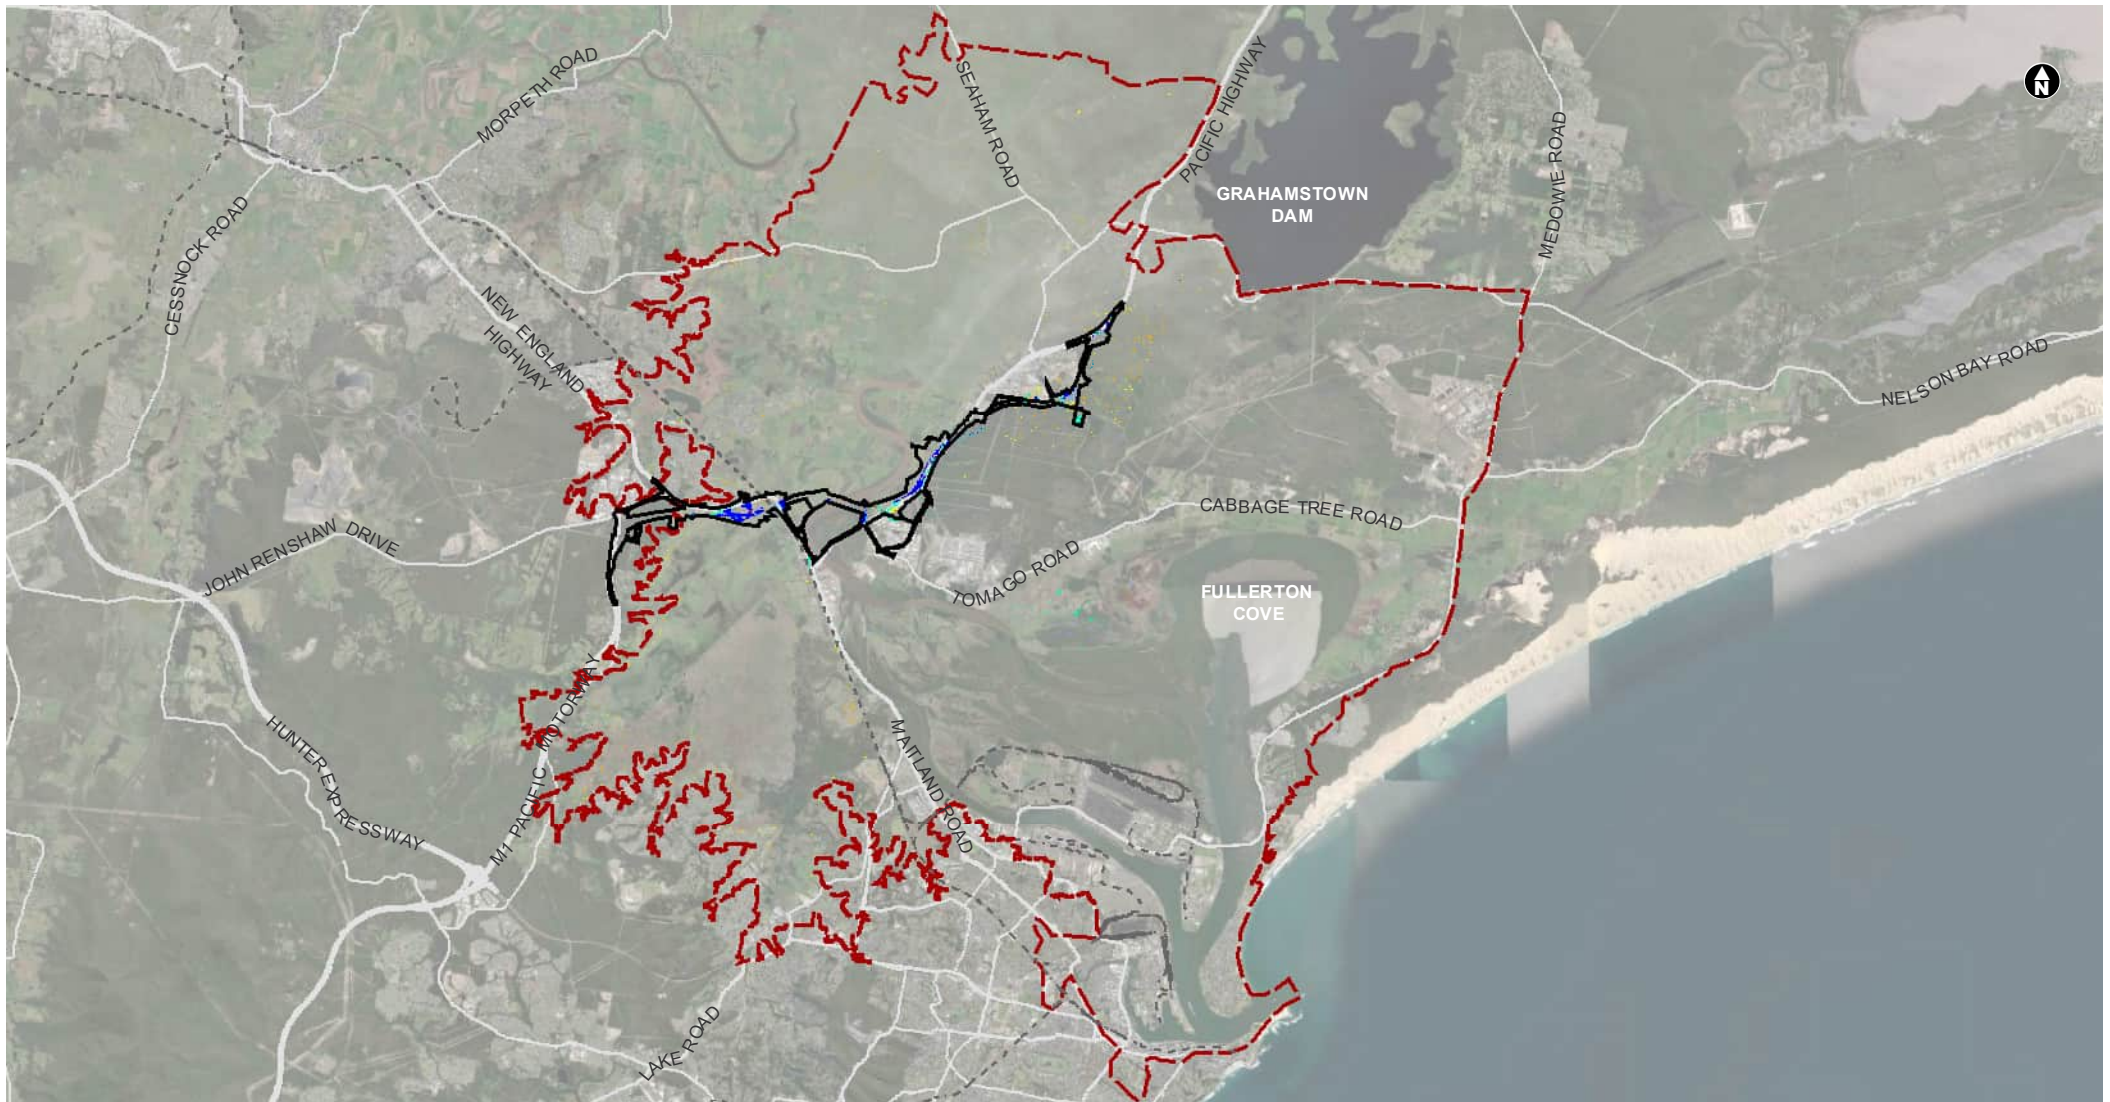 MORPETH ROAD
SEAHAM ROAD
PACIFIC HIGHWAY
N
GRAHAMSTOWN
DAM
MEDOWIE ROAD
CESSNOCK ROAD
NEW ENGLAND
HIGHWAY
NELSON BAY ROAD
CABBAGE TREE ROAD
JOHN RENSHAW DRIVE
TOMAGO ROAD
FULLERTON
COVE
M1 PACIFIC MOTORWAY
HUNTER EXPRESSWAY
MAITLAND ROAD
LAKE ROAD